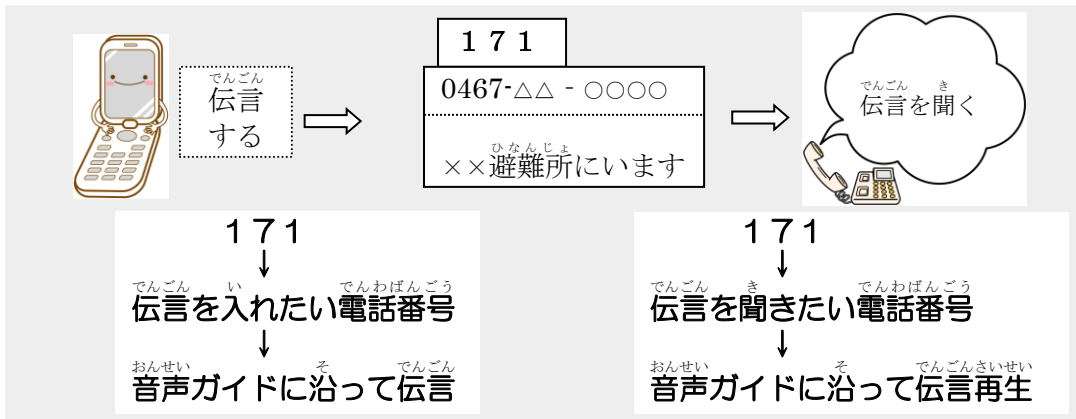 でんごん
伝言
する
１７１
0467-△△ - ○○○○
ひなんじょ
××避難所にいます
でんごん き
伝言を聞く
１７１
↓
でんごん い でんわばんごう
伝言を入れたい電話番号
↓
おんせい そ でんごん
音声ガイドに沿って伝言
１７１
↓
でんごん き でんわばんごう
伝言を聞きたい電話番号
↓
おんせい そ でんごんさいせい
音声ガイドに沿って伝言再生